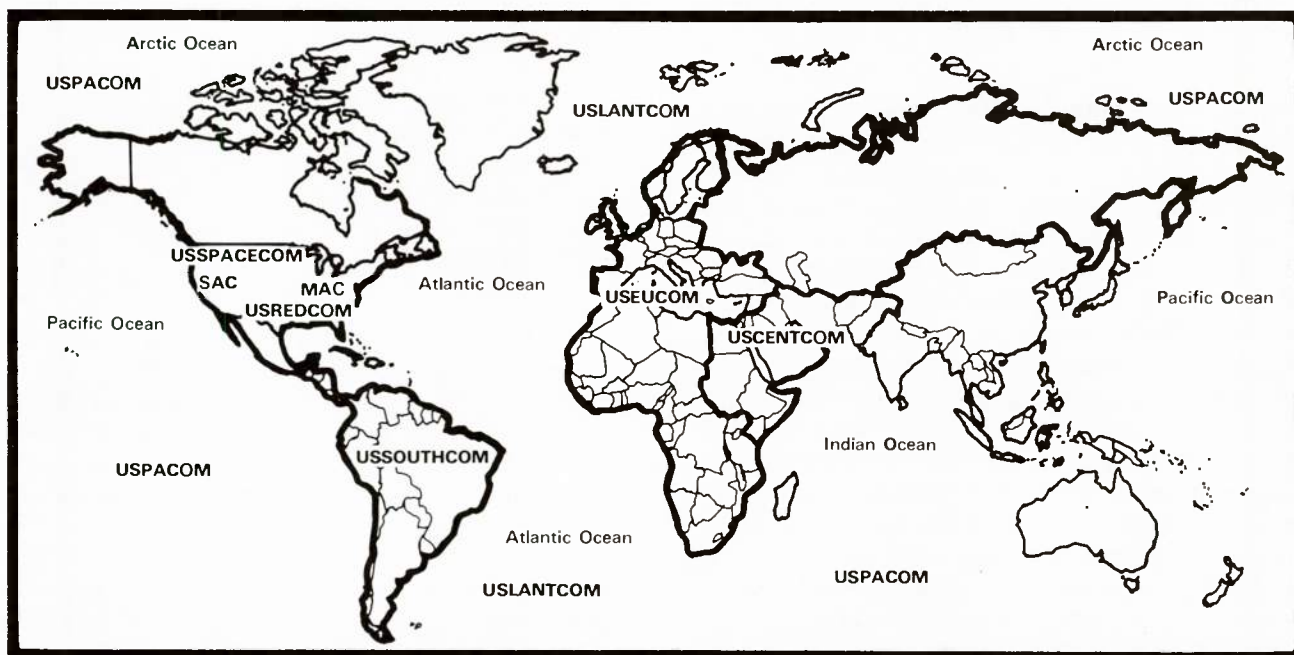 Arctic Ocean
Arctic Ocean
USPACOM
USLANTCOM
USPACOM
USSPACECOM
SAC
MAC
Atlantic Ocean
USEUCOM
Pacific Ocean
USREDCOM
Pacific Ocean
USCENTCOM
USPACOM
USSOUTHCOM
Indian Ocean
Atlantic Ocean
USLANTCOM
USPACOM